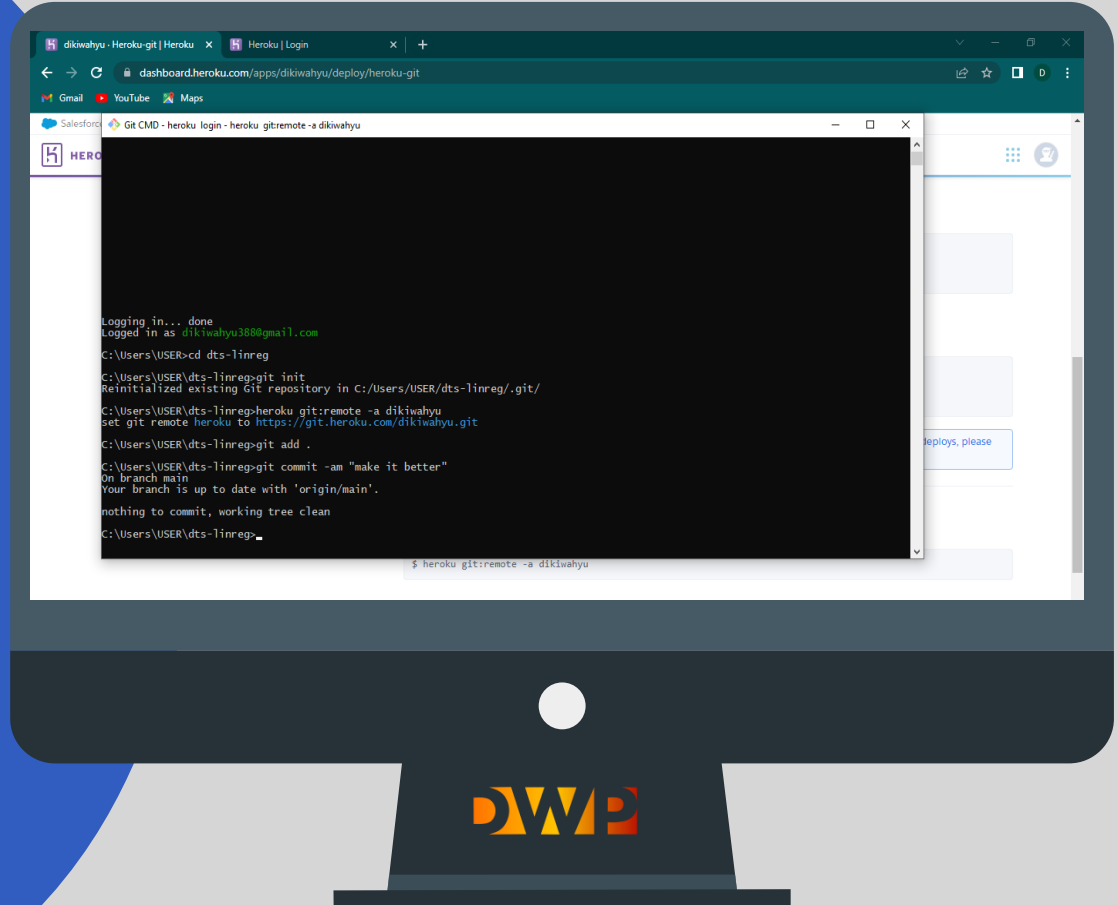 dikiwahyu · Heroku-git | Heroku
Heroku | Login
dashboard.heroku.com/apps/dikiwahyu/deploy/heroku-git
D
Gmail
YouTube
Maps
Git CMD - heroku login - heroku git:remote -a dikiwahyu
Logging in... done
Logged in as dikiwahyu388@gmail.com
C:\Users\USER>cd dts-linreg
C:\Users\USER\dts-linreg>git init
Reinitialized existing Git repository in C:/Users/USER/dts-linreg/.git/
C:\Users\USER\dts-linreg>heroku git:remote -a dikiwahyu
set git remote heroku to https://git.heroku.com/dikiwahyu.git
C:\Users\USER\dts-linreg>git add .
deploys, please
C:\Users\USER\dts-linreg>git commit -am "make it better"
On branch main
Your branch is up to date with 'origin/main'.
nothing to commit, working tree clean
C:\Users\USER\dts-linreg>
$ heroku git:remote -a dikiwahyu
DWP